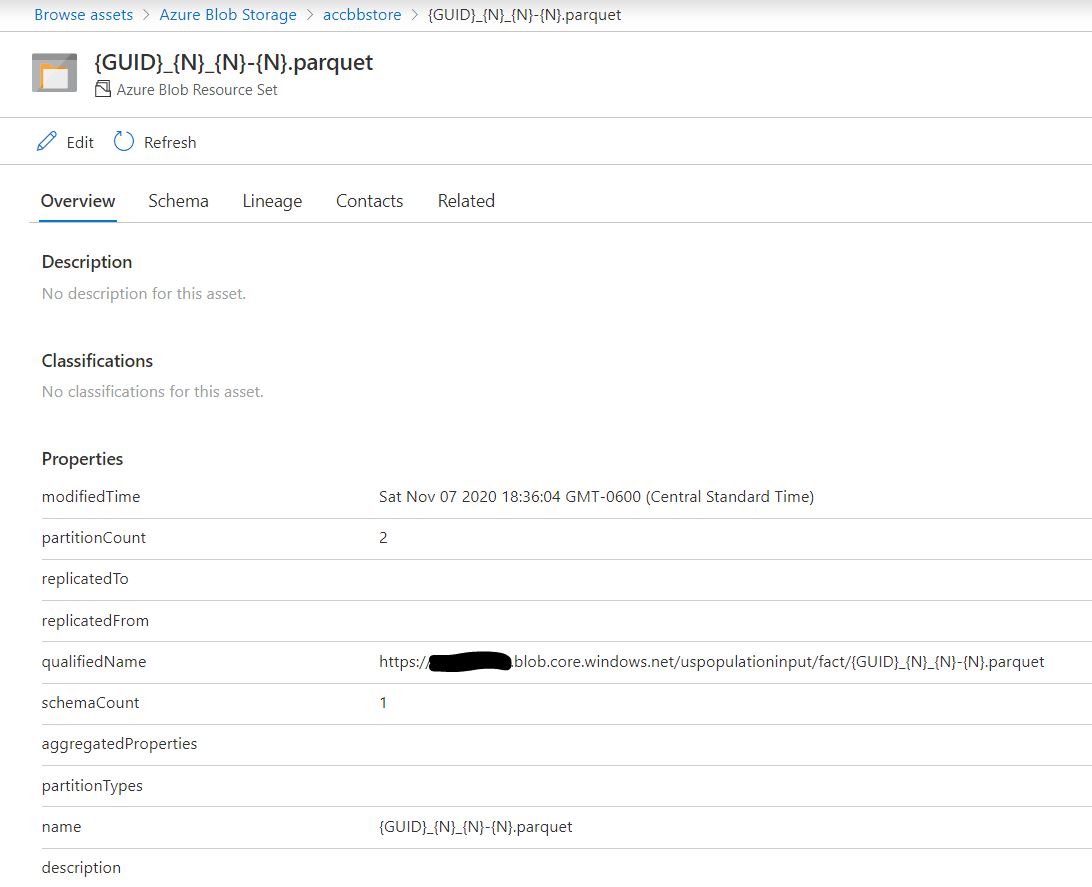 Browse assets > Azure Blob Storage > accbbstore > {GUID}_{N}_{N}-{N}.parquet
{GUID}_{N}_{N}-{N}.parquet
Azure Blob Resource Set
Edit Refresh
Overview Schema Lineage Contacts Related
Description
No description for this asset.
Classifications
No classifications for this asset.
Properties
modifiedTime Sat Nov 07 2020 18:36:04 GMT-0600 (Central Standard Time)
partitionCount 2
replicatedTo
replicatedFrom
qualifiedName https://.blob.core.windows.net/uspopulationinput/fact/{GUID}_{N}_{N}-{N}.parquet
schemaCount 1
aggregatedProperties
partitionTypes
name {GUID}_{N}_{N}-{N}.parquet
description